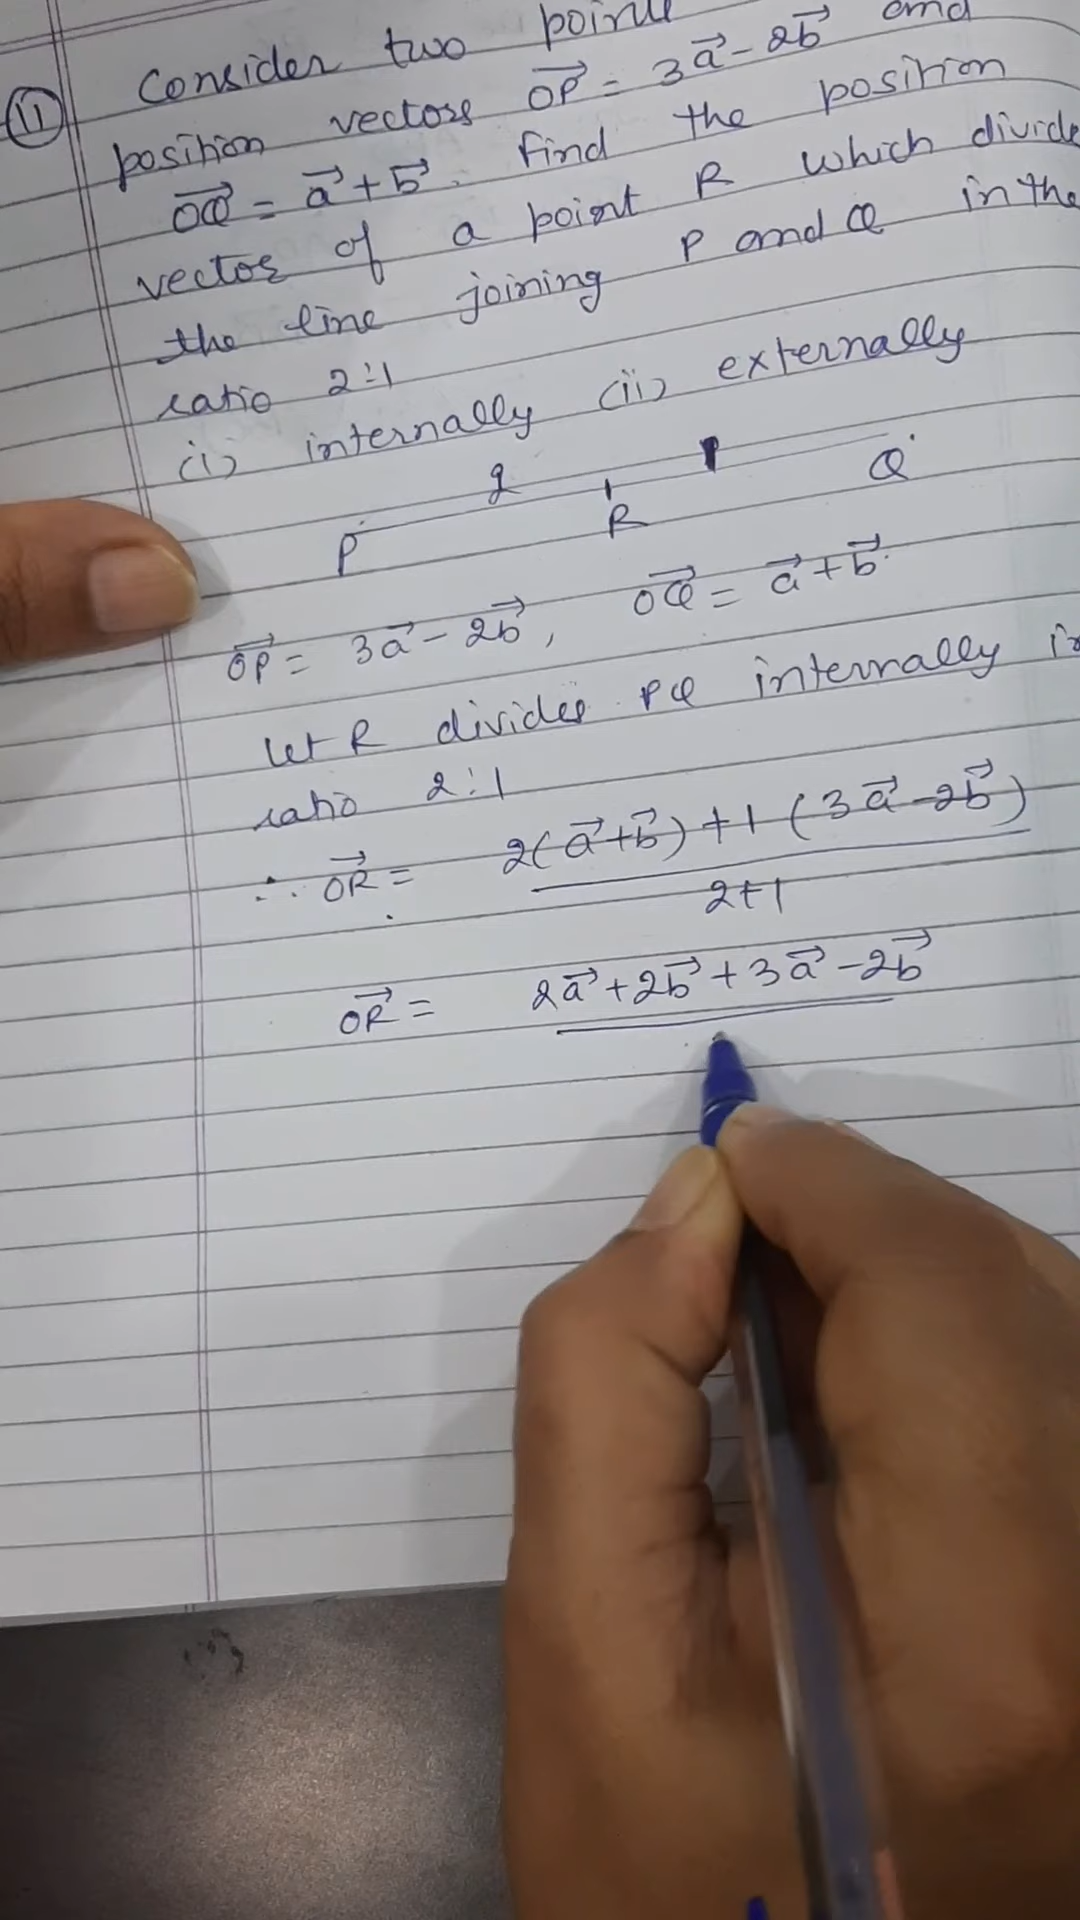 (11) Consider two points
position vectors OP⃗ = 3a⃗ - 2b⃗ and
OQ⃗ = a⃗ + b⃗. Find the position
vector of a point R which divide
the line joining P and Q in the
ratio 2:1
(i) internally (ii) externally
2 1
P R Q
OP⃗ = 3a⃗ - 2b⃗, OQ⃗ = a⃗ + b⃗.
Let R divides PQ internally in
ratio 2:1
∴ OR⃗ = 2(a⃗+b⃗) + 1(3a⃗ - 2b⃗)
2+1
OR⃗ = 2a⃗ + 2b⃗ + 3a⃗ - 2b⃗